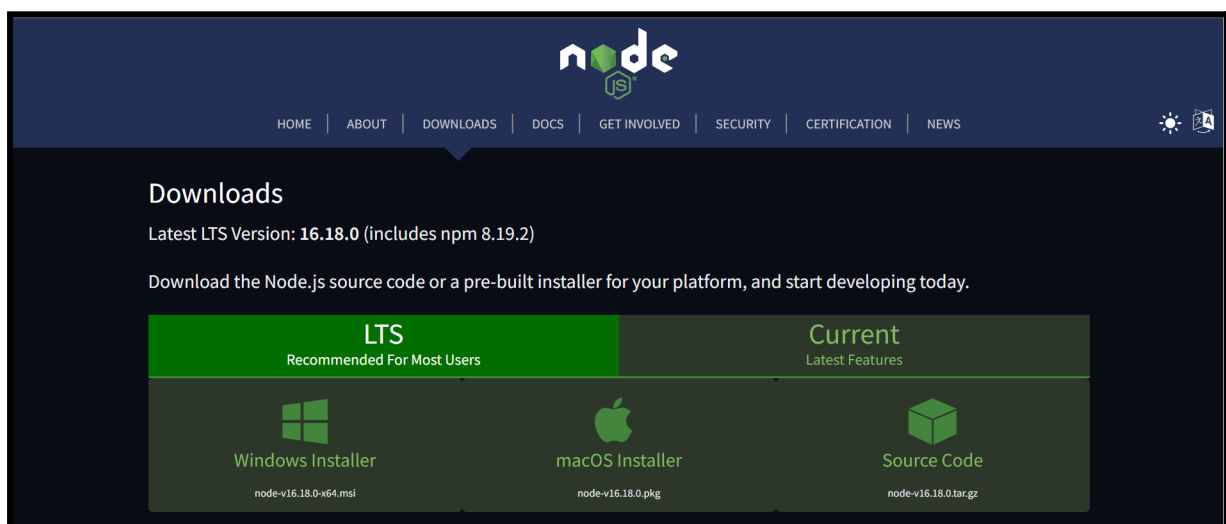 node
JS
HOME | ABOUT | DOWNLOADS | DOCS | GET INVOLVED | SECURITY | CERTIFICATION | NEWS
Downloads
Latest LTS Version: 16.18.0 (includes npm 8.19.2)
Download the Node.js source code or a pre-built installer for your platform, and start developing today.
LTS
Recommended For Most Users
Current
Latest Features
Windows Installer
node-v16.18.0-x64.msi
macOS Installer
node-v16.18.0.pkg
Source Code
node-v16.18.0.tar.gz